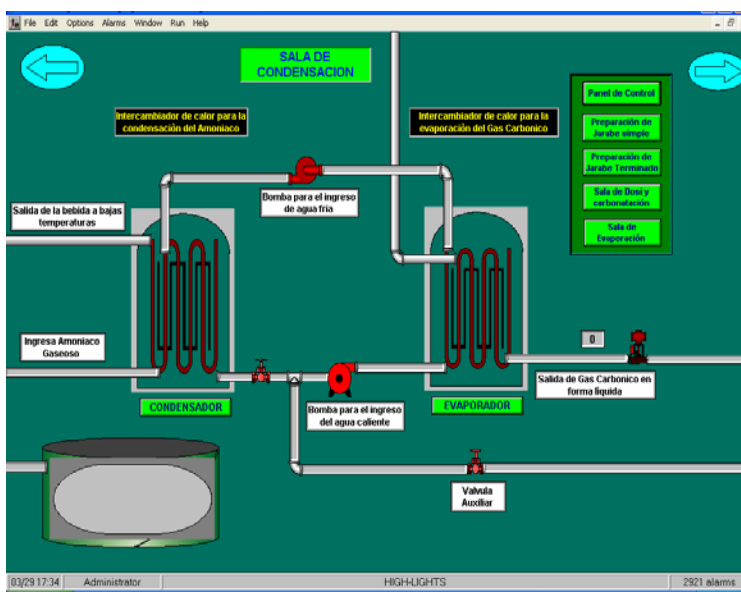 File Edit Options Alarms Window Run Help
SALA DE
CONDENSACION
Intercambiador de calor para la
condensación del Amoniaco
Intercambiador de calor para la
evaporación del Gas Carbonico
Panel de Control
Preparación de
Jarabe simple
Preparación de
Jarabe Terminado
Sala de Dosi y
carbonatación
Sala de
Evaporación
Bomba para el ingreso
de agua fria
Salida de la bebida a bajas
temperaturas
Ingresa Amoniaco
Gaseoso
0
Salida de Gas Carbonico en
forma liquida
CONDENSADOR
Bomba para el ingreso
del agua caliente
EVAPORADOR
Valvula
Auxiliar
03/29 17:34 Administrator HIGH-LIGHTS 2921 alarms